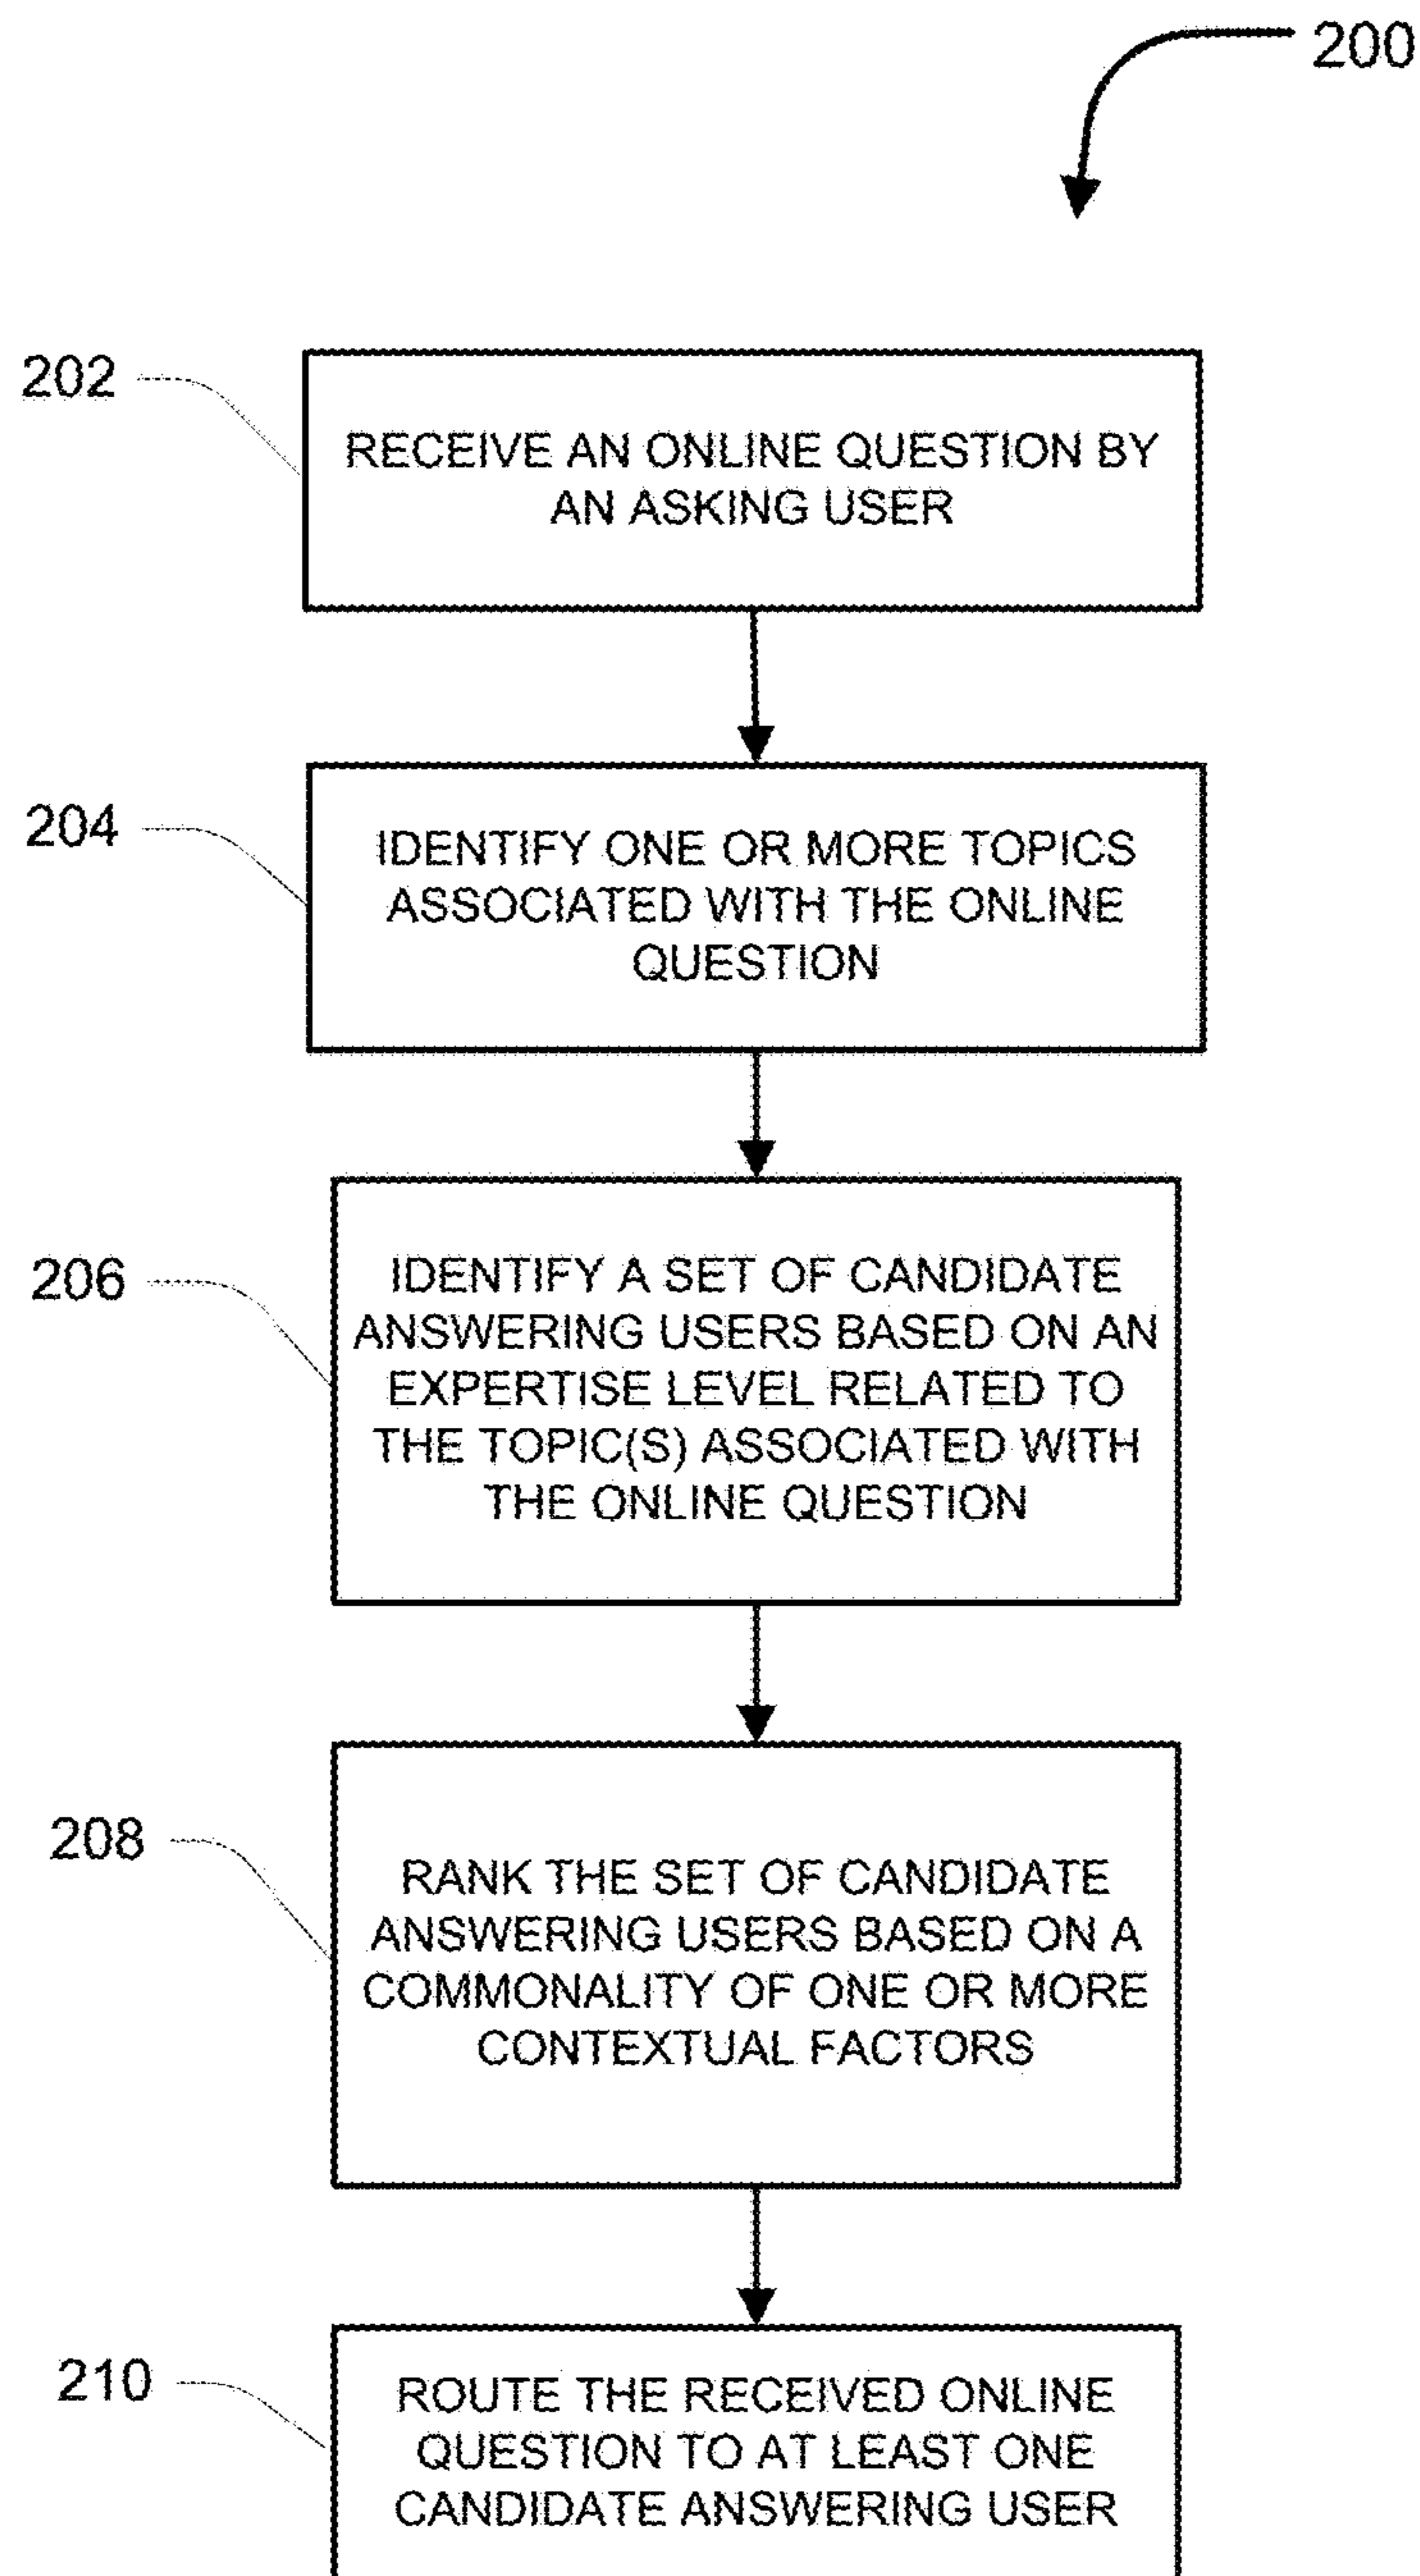 200
202
RECEIVE AN ONLINE QUESTION BY
AN ASKING USER
204
IDENTIFY ONE OR MORE TOPICS
ASSOCIATED WITH THE ONLINE
QUESTION
206
IDENTIFY A SET OF CANDIDATE
ANSWERING USERS BASED ON AN
EXPERTISE LEVEL RELATED TO
THE TOPIC(S) ASSOCIATED WITH
THE ONLINE QUESTION
208
RANK THE SET OF CANDIDATE
ANSWERING USERS BASED ON A
COMMONALITY OF ONE OR MORE
CONTEXTUAL FACTORS
210
ROUTE THE RECEIVED ONLINE
QUESTION TO AT LEAST ONE
CANDIDATE ANSWERING USER